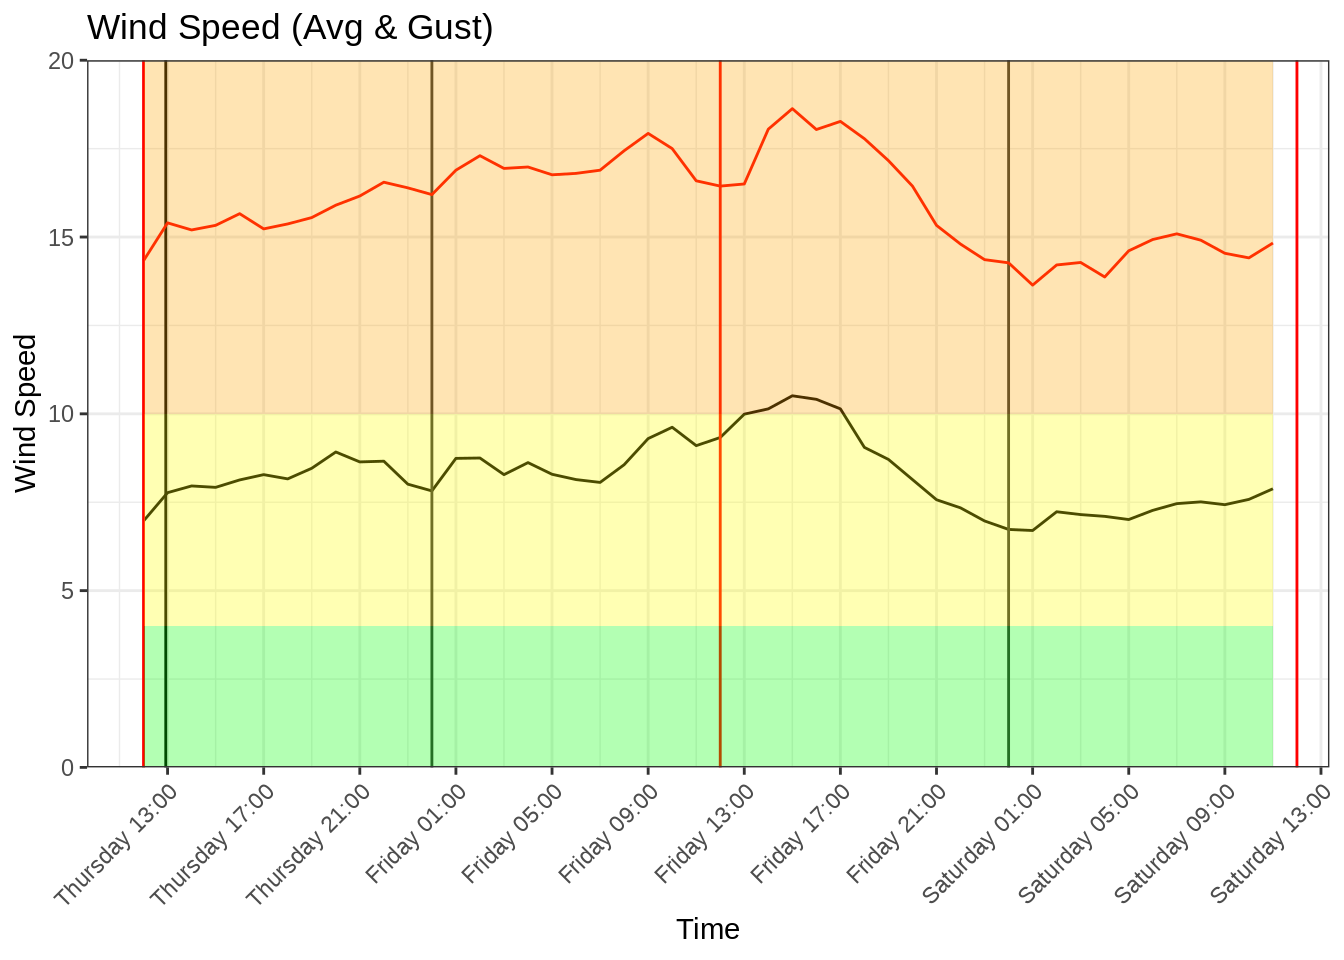 Wind Speed (Avg & Gust)
20
15
10
5
0
Wind Speed
Thursday 13:00
Thursday 17:00
Thursday 21:00
Friday 01:00
Friday 05:00
Friday 09:00
Friday 13:00
Friday 17:00
Friday 21:00
Saturday 01:00
Saturday 05:00
Saturday 09:00
Saturday 13:00
Time